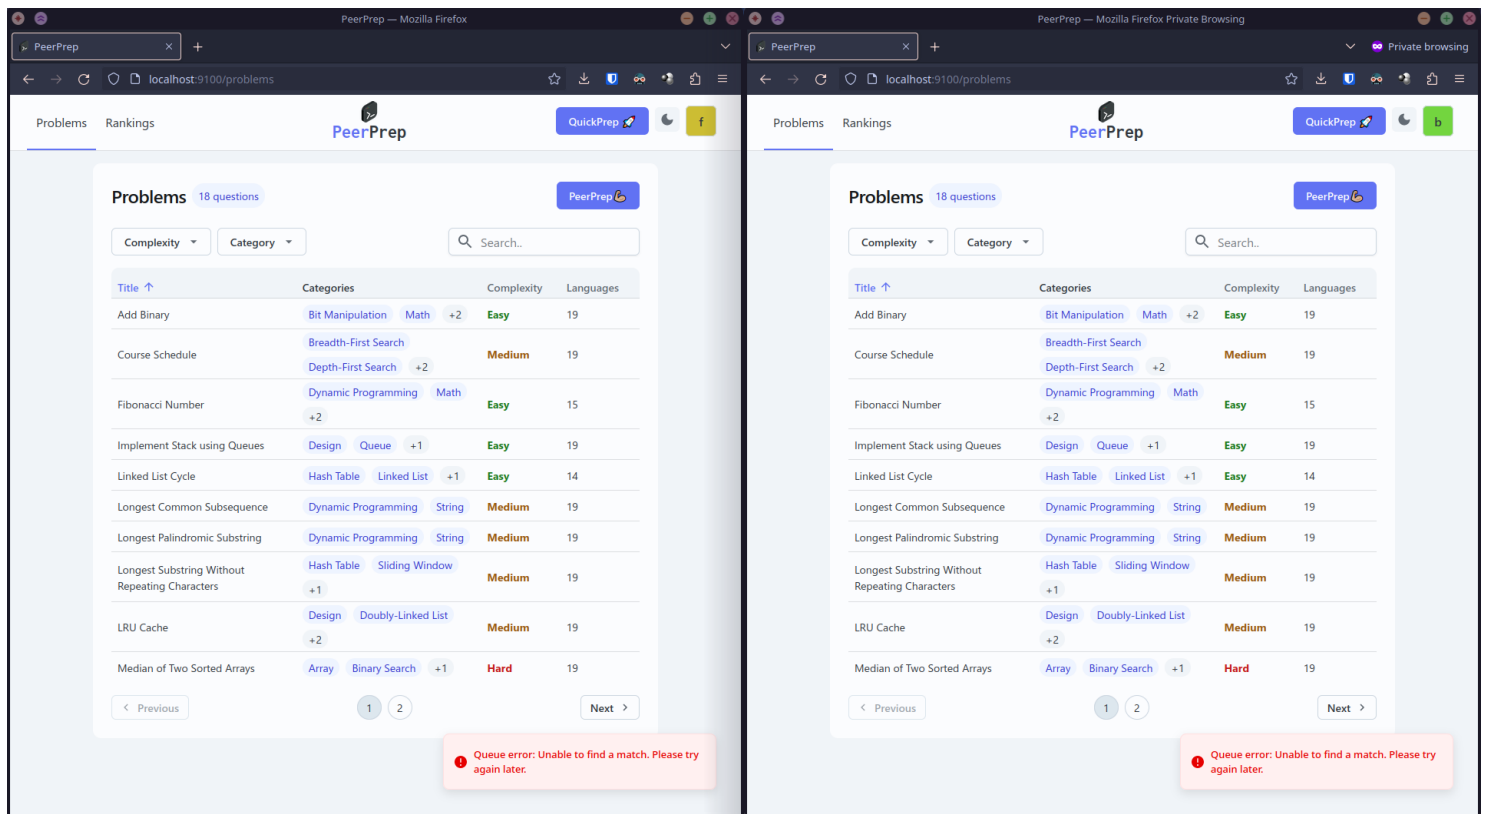 PeerPrep — Mozilla Firefox
PeerPrep
localhost:9100/problems
Problems Rankings
PeerPrep
QuickPrep 🚀
f
Problems 18 questions
PeerPrep💪
Complexity Category
Search..
Title ↑ Categories Complexity Languages
Add Binary Bit Manipulation Math +2 Easy 19
Course Schedule Breadth-First Search Depth-First Search +2 Medium 19
Fibonacci Number Dynamic Programming Math +2 Easy 15
Implement Stack using Queues Design Queue +1 Easy 19
Linked List Cycle Hash Table Linked List +1 Easy 14
Longest Common Subsequence Dynamic Programming String Medium 19
Longest Palindromic Substring Dynamic Programming String Medium 19
Longest Substring Without Repeating Characters Hash Table Sliding Window +1 Medium 19
LRU Cache Design Doubly-Linked List +2 Medium 19
Median of Two Sorted Arrays Array Binary Search +1 Hard 19
Previous 1 2 Next
Queue error: Unable to find a match. Please try
again later.
PeerPrep — Mozilla Firefox Private Browsing
PeerPrep
Private browsing
localhost:9100/problems
Problems Rankings
PeerPrep
QuickPrep 🚀
b
Problems 18 questions
PeerPrep💪
Complexity Category
Search..
Title ↑ Categories Complexity Languages
Add Binary Bit Manipulation Math +2 Easy 19
Course Schedule Breadth-First Search Depth-First Search +2 Medium 19
Fibonacci Number Dynamic Programming Math +2 Easy 15
Implement Stack using Queues Design Queue +1 Easy 19
Linked List Cycle Hash Table Linked List +1 Easy 14
Longest Common Subsequence Dynamic Programming String Medium 19
Longest Palindromic Substring Dynamic Programming String Medium 19
Longest Substring Without Repeating Characters Hash Table Sliding Window +1 Medium 19
LRU Cache Design Doubly-Linked List +2 Medium 19
Median of Two Sorted Arrays Array Binary Search +1 Hard 19
Previous 1 2 Next
Queue error: Unable to find a match. Please try
again later.